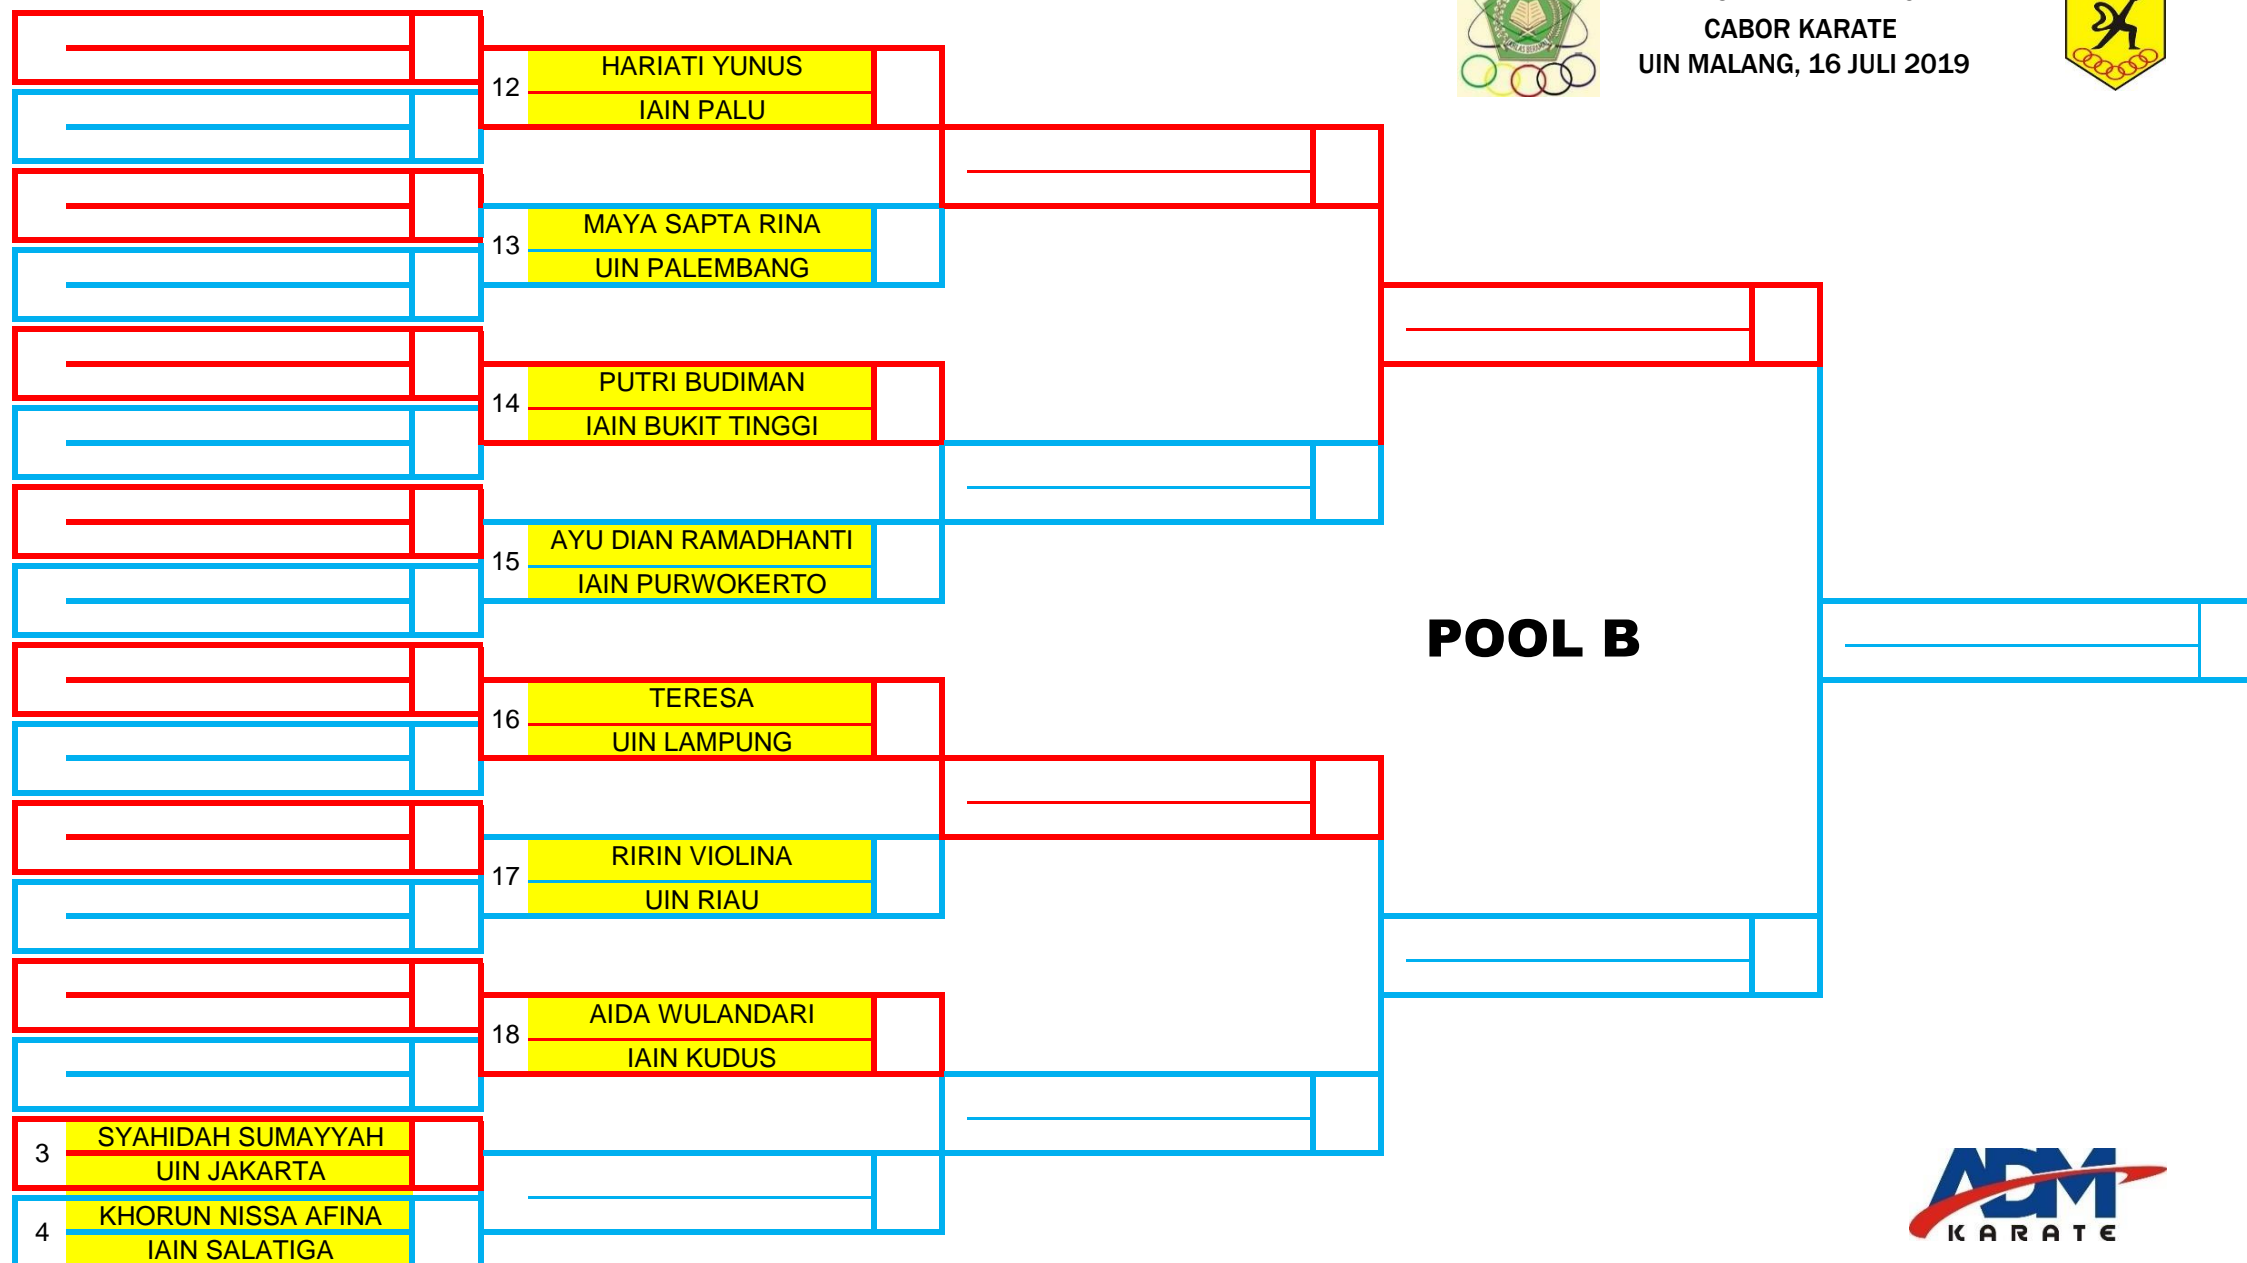 CABOR KARATE
UIN MALANG, 16 JULI 2019
12
HARIATI YUNUS
IAIN PALU
13
MAYA SAPTA RINA
UIN PALEMBANG
14
PUTRI BUDIMAN
IAIN BUKIT TINGGI
15
AYU DIAN RAMADHANTI
IAIN PURWOKERTO
POOL B
16
TERESA
UIN LAMPUNG
17
RIRIN VIOLINA
UIN RIAU
18
AIDA WULANDARI
IAIN KUDUS
3
SYAHIDAH SUMAYYAH
UIN JAKARTA
4
KHORUN NISSA AFINA
IAIN SALATIGA
ADM
KARATE